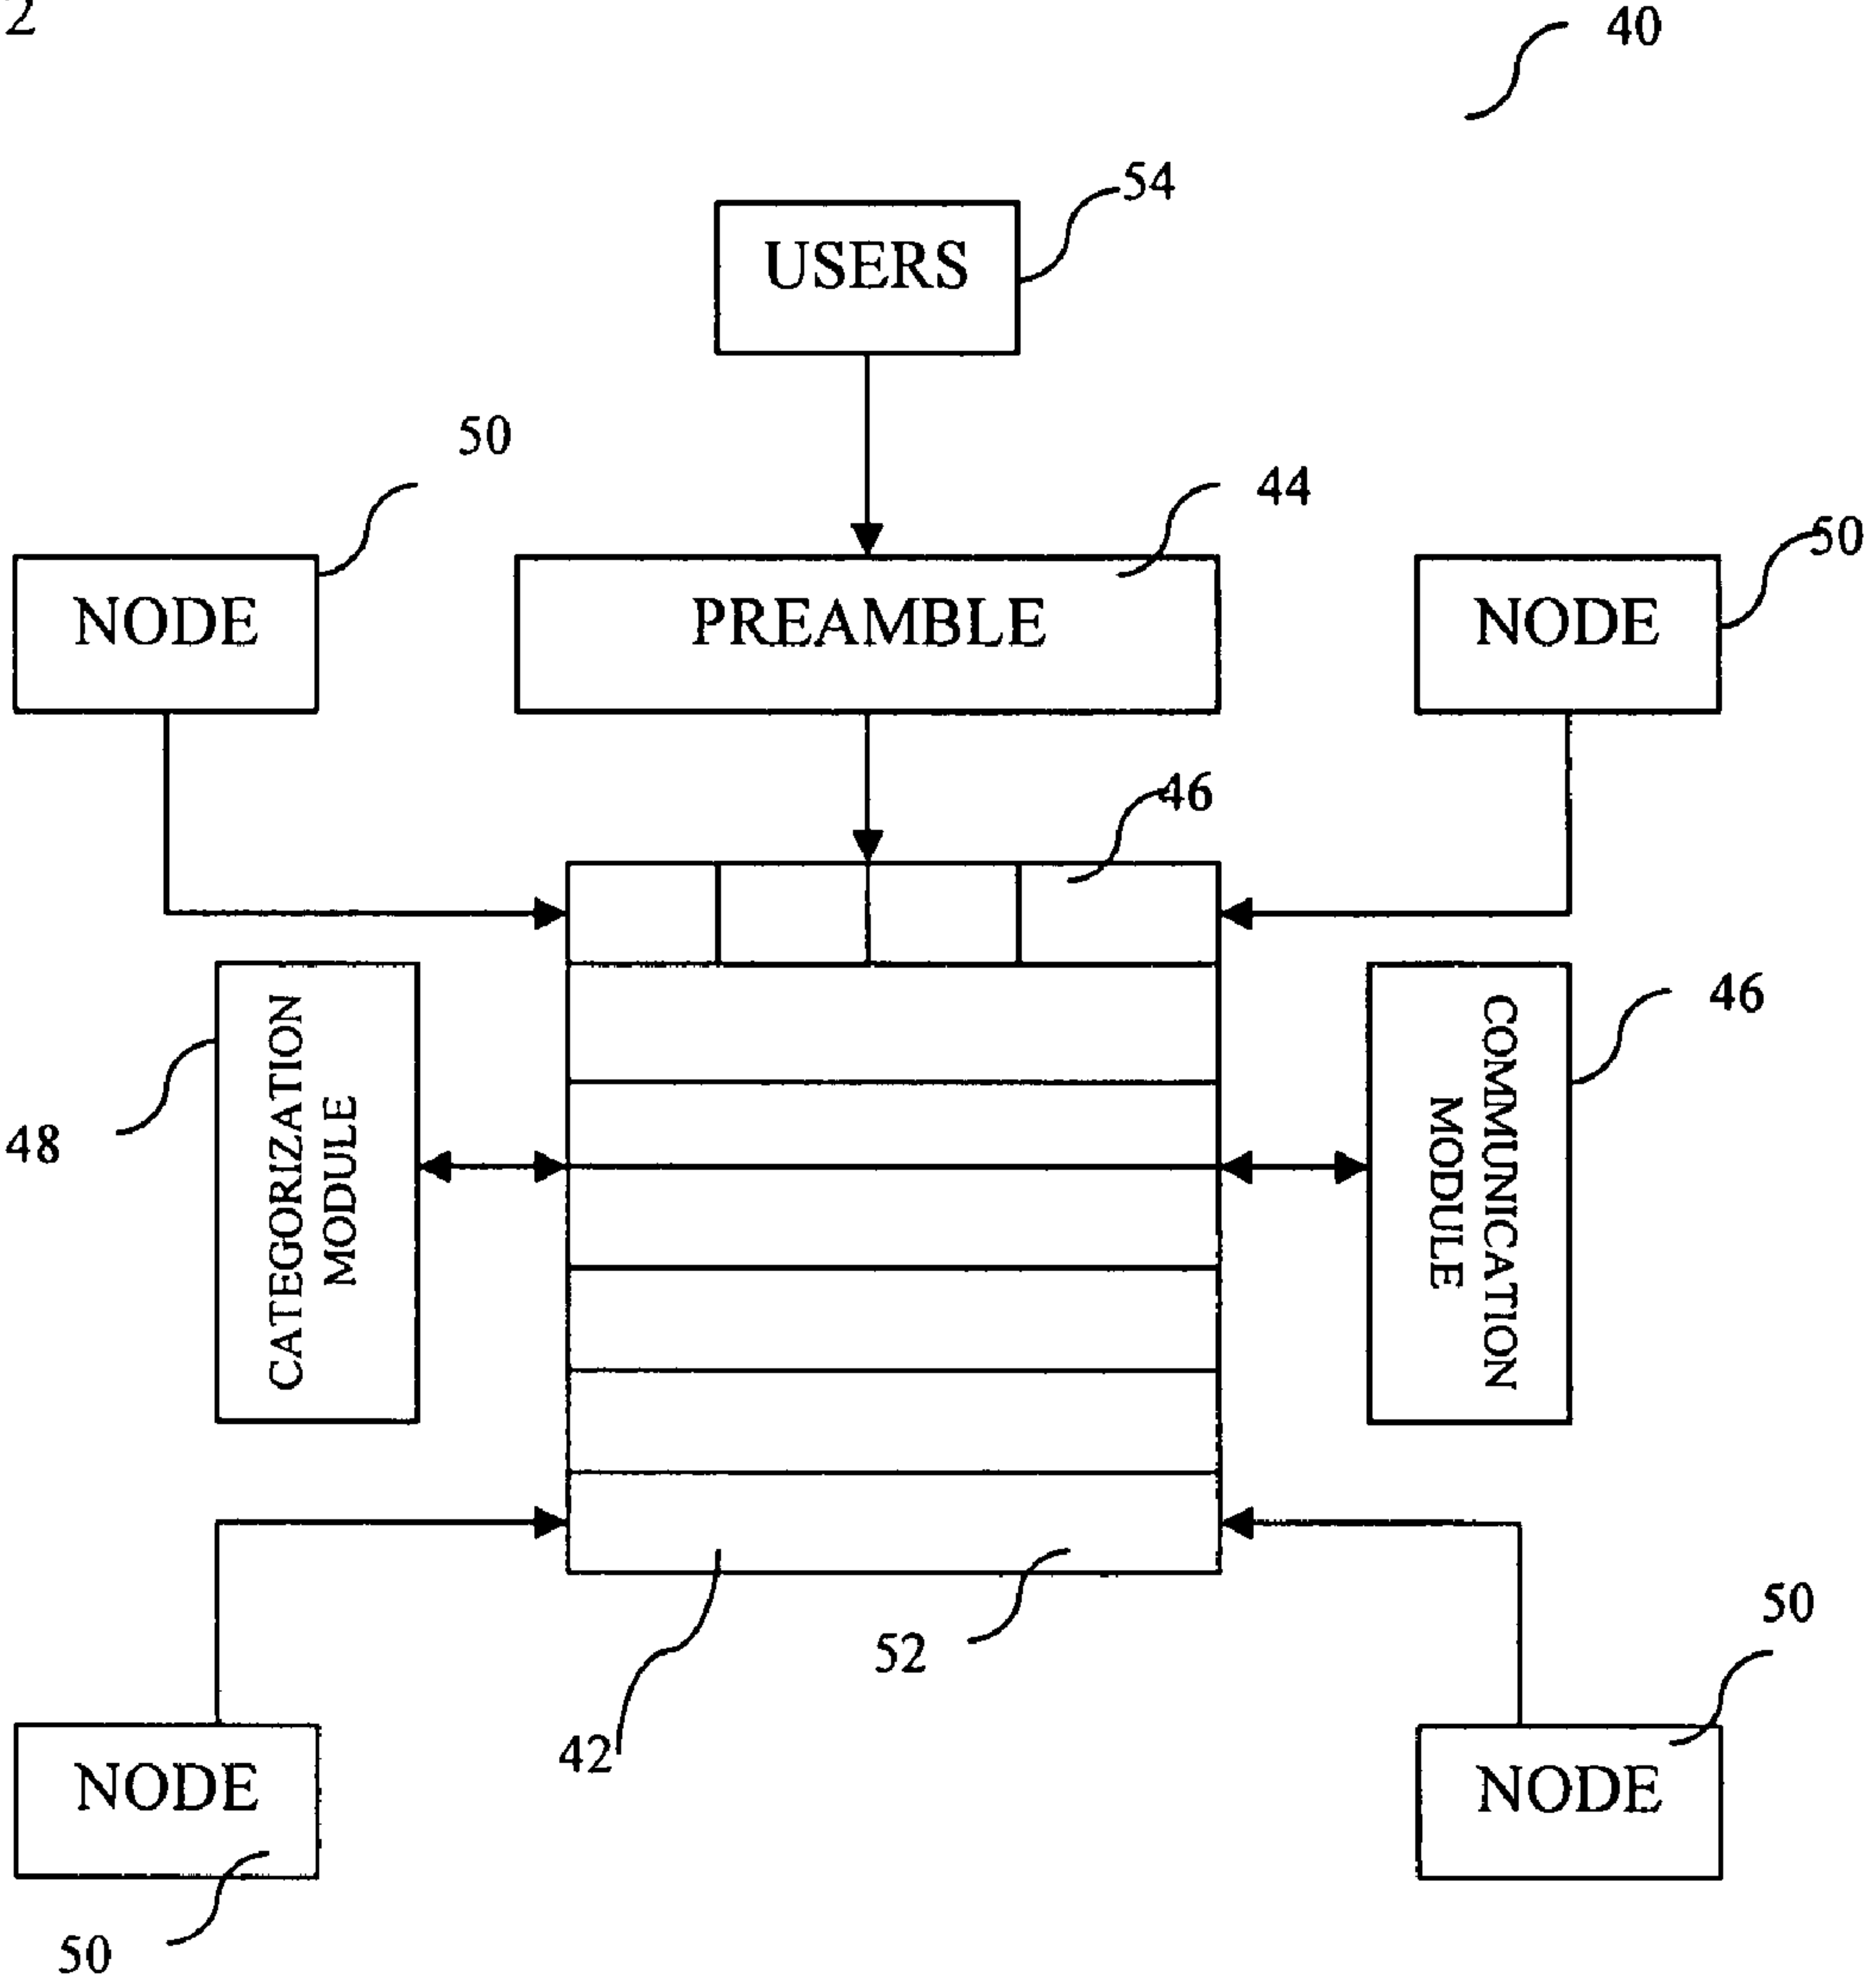 2
40
54
USERS
50
44
50
NODE
PREAMBLE
NODE
46
46
CATEGORIZATION
MODULE
COMMUNICATION
MODULE
48
50
52
42
NODE
NODE
50